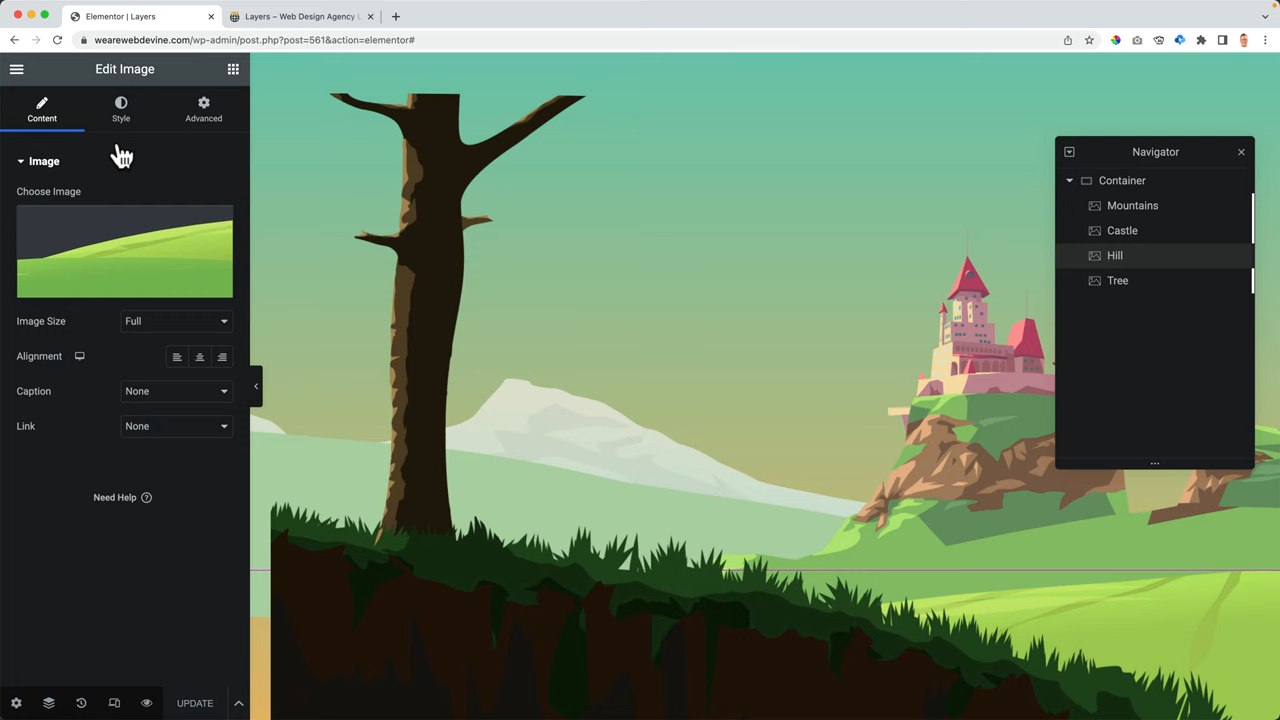 Elementor | Layers
Layers – Web Design Agency
wearewebdevine.com/wp-admin/post.php?post=561&action=elementor#
Edit Image
Content
Style
Advanced
Image
Choose Image
Image Size
Full
Alignment
Caption
None
Link
None
Need Help
UPDATE
Navigator
Container
Mountains
Castle
Hill
Tree